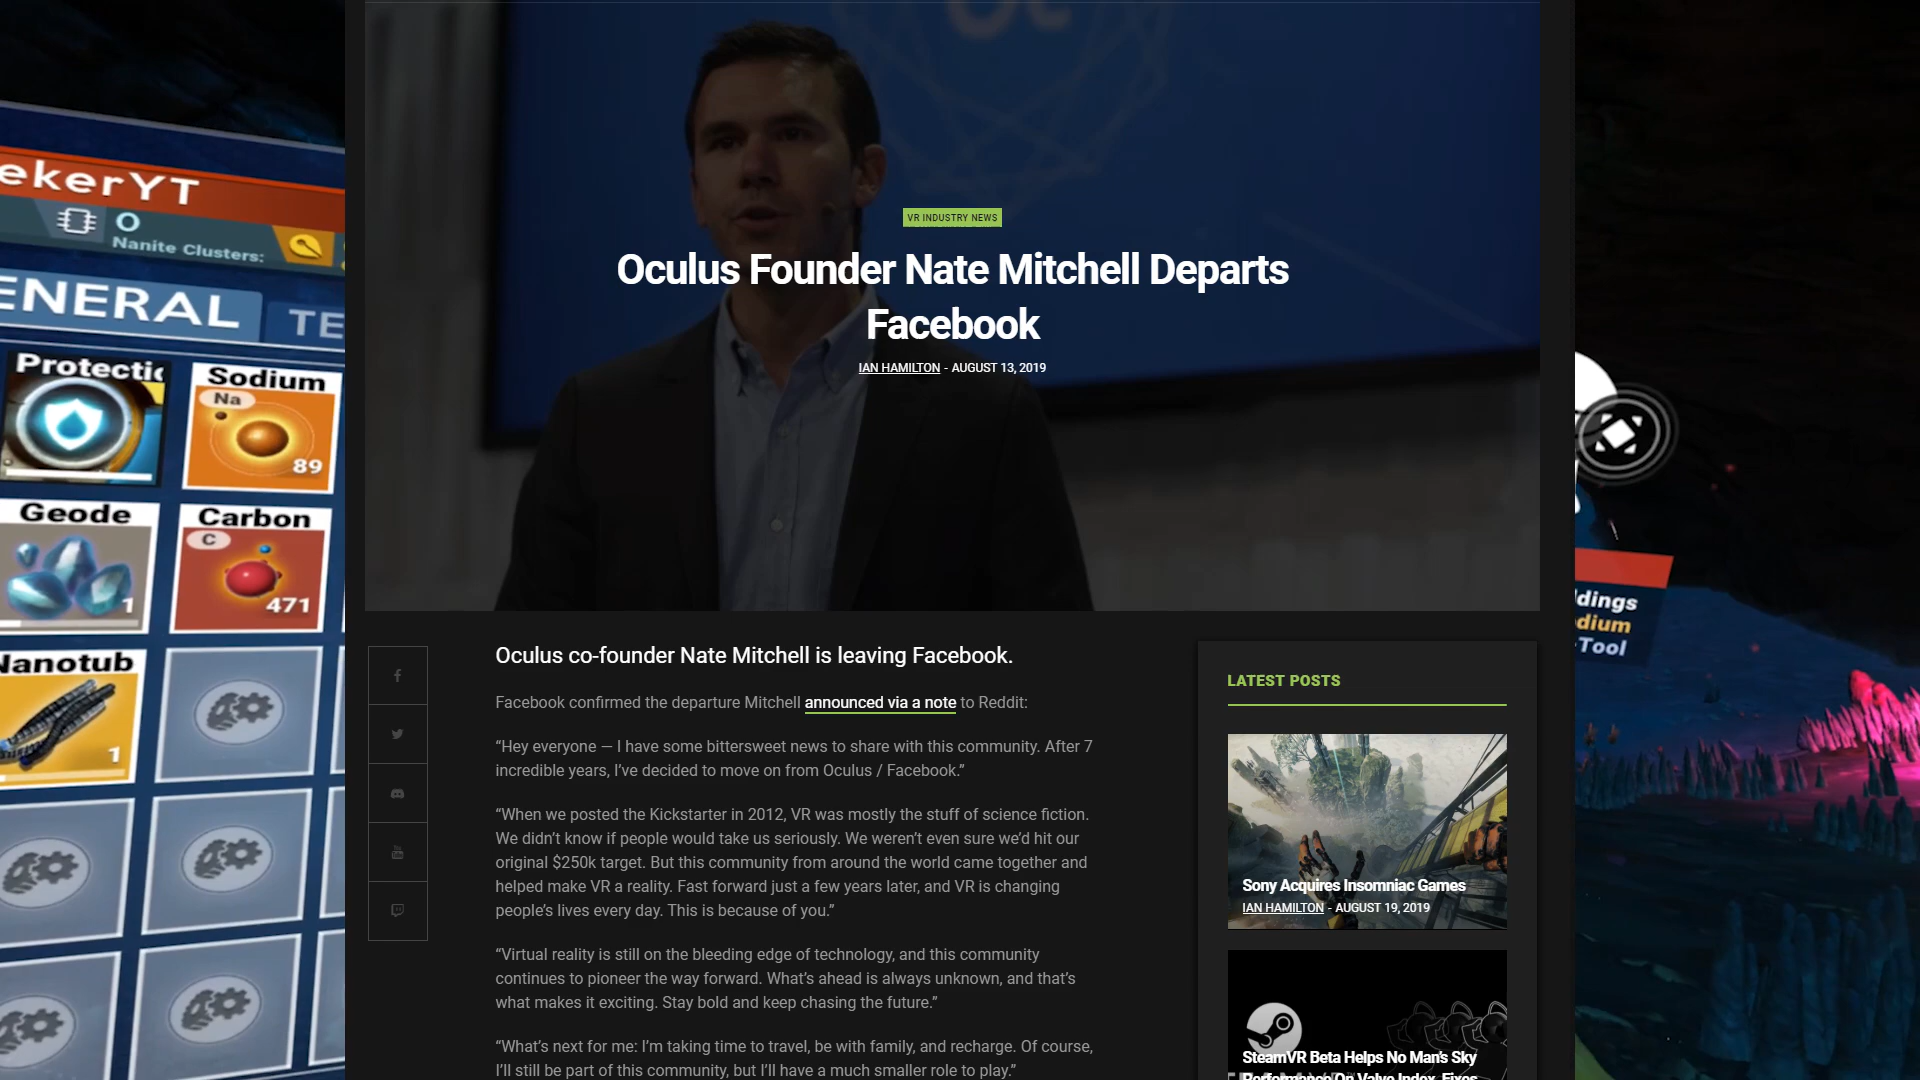 ekerYT
0
Nanite Clusters:
ENERAL
TE
Protectic
Sodium
Na
89
Geode
1
Carbon
C
471
Nanotub
1
VR INDUSTRY NEWS
Oculus Founder Nate Mitchell Departs
Facebook
IAN HAMILTON - AUGUST 13, 2019
Oculus co-founder Nate Mitchell is leaving Facebook.
Facebook confirmed the departure Mitchell announced via a note to Reddit:
“Hey everyone — I have some bittersweet news to share with this community. After 7
incredible years, I’ve decided to move on from Oculus / Facebook.”
“When we posted the Kickstarter in 2012, VR was mostly the stuff of science fiction.
We didn’t know if people would take us seriously. We weren’t even sure we’d hit our
original $250k target. But this community from around the world came together and
helped make VR a reality. Fast forward just a few years later, and VR is changing
people’s lives every day. This is because of you.”
“Virtual reality is still on the bleeding edge of technology, and this community
continues to pioneer the way forward. What’s ahead is always unknown, and that’s
what makes it exciting. Stay bold and keep chasing the future.”
“What’s next for me: I’m taking time to travel, be with family, and recharge. Of course,
I’ll still be part of this community, but I’ll have a much smaller role to play.”
LATEST POSTS
Sony Acquires Insomniac Games
IAN HAMILTON - AUGUST 19, 2019
SteamVR Beta Helps No Man’s Sky
Performance On Valve Index, Fixes
ldings
dium
-Tool